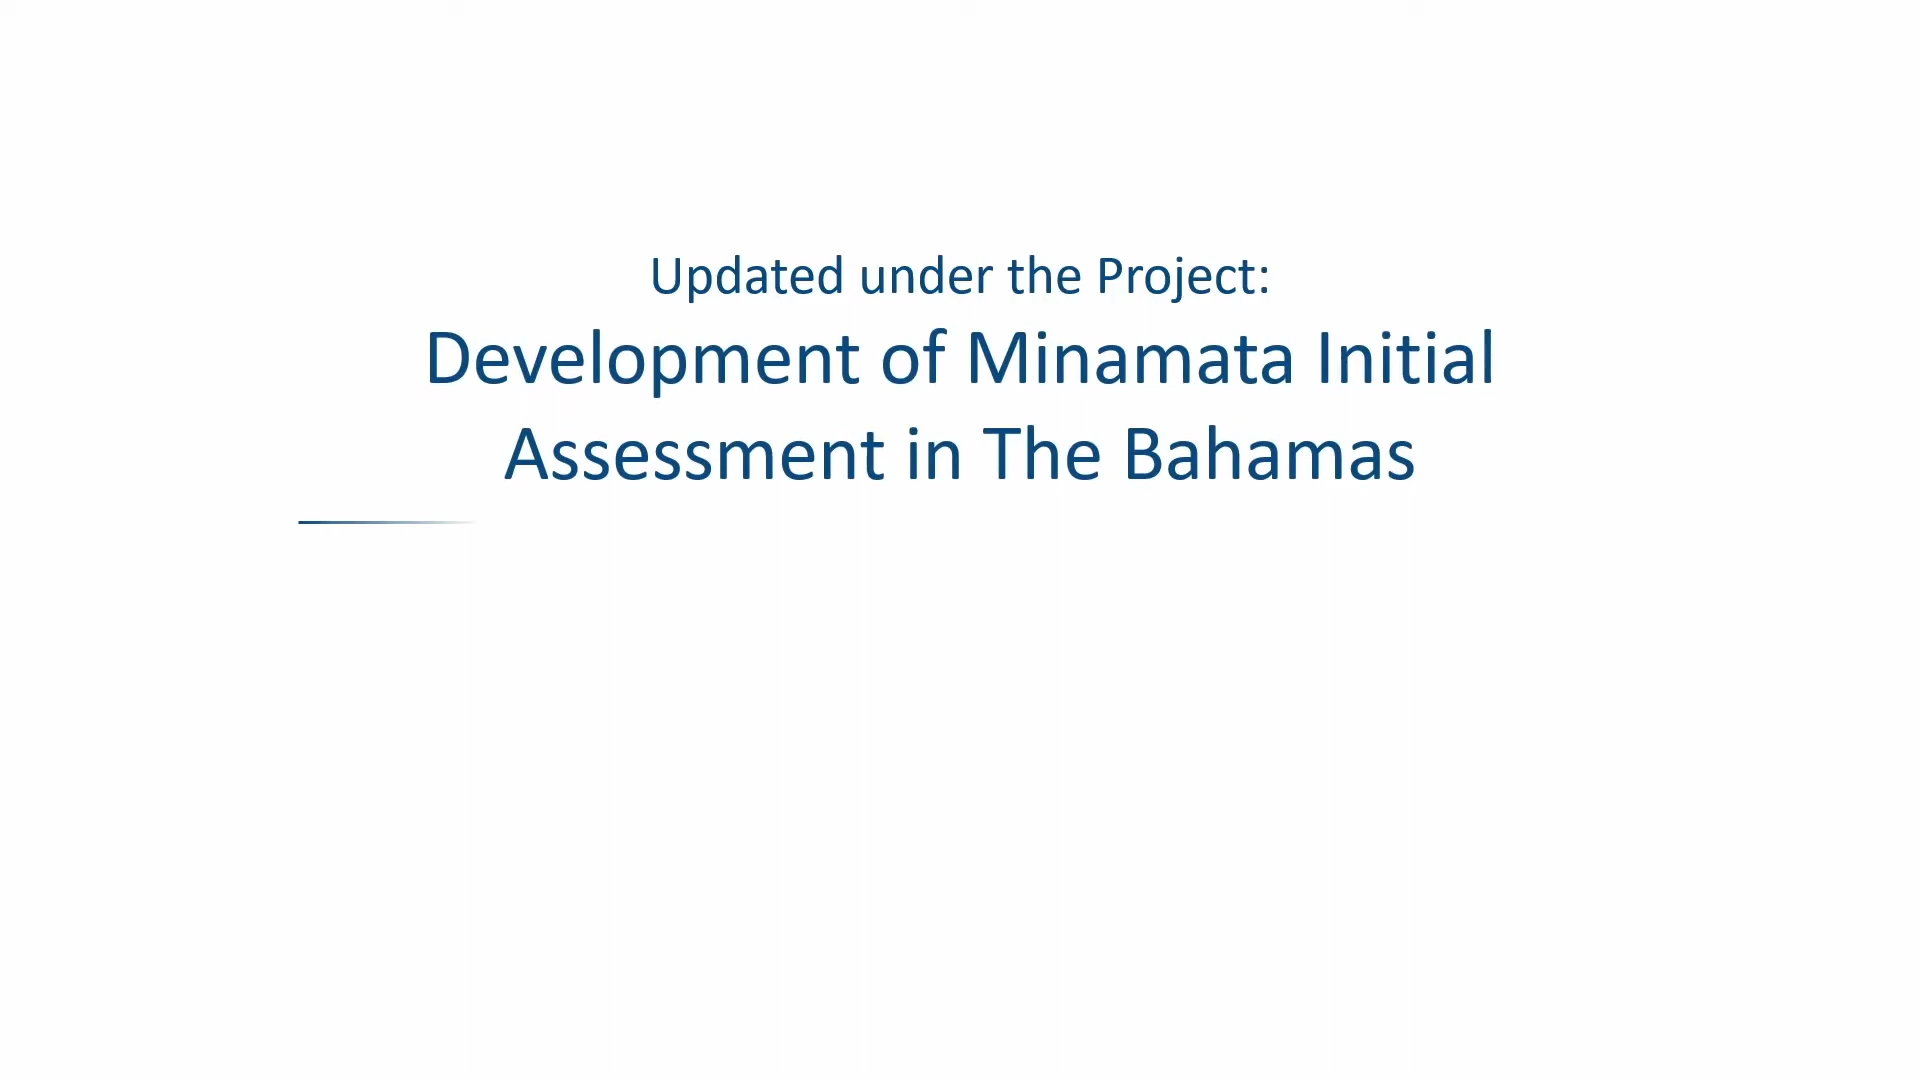 Updated under the Project:
Development of Minamata Initial
Assessment in The Bahamas